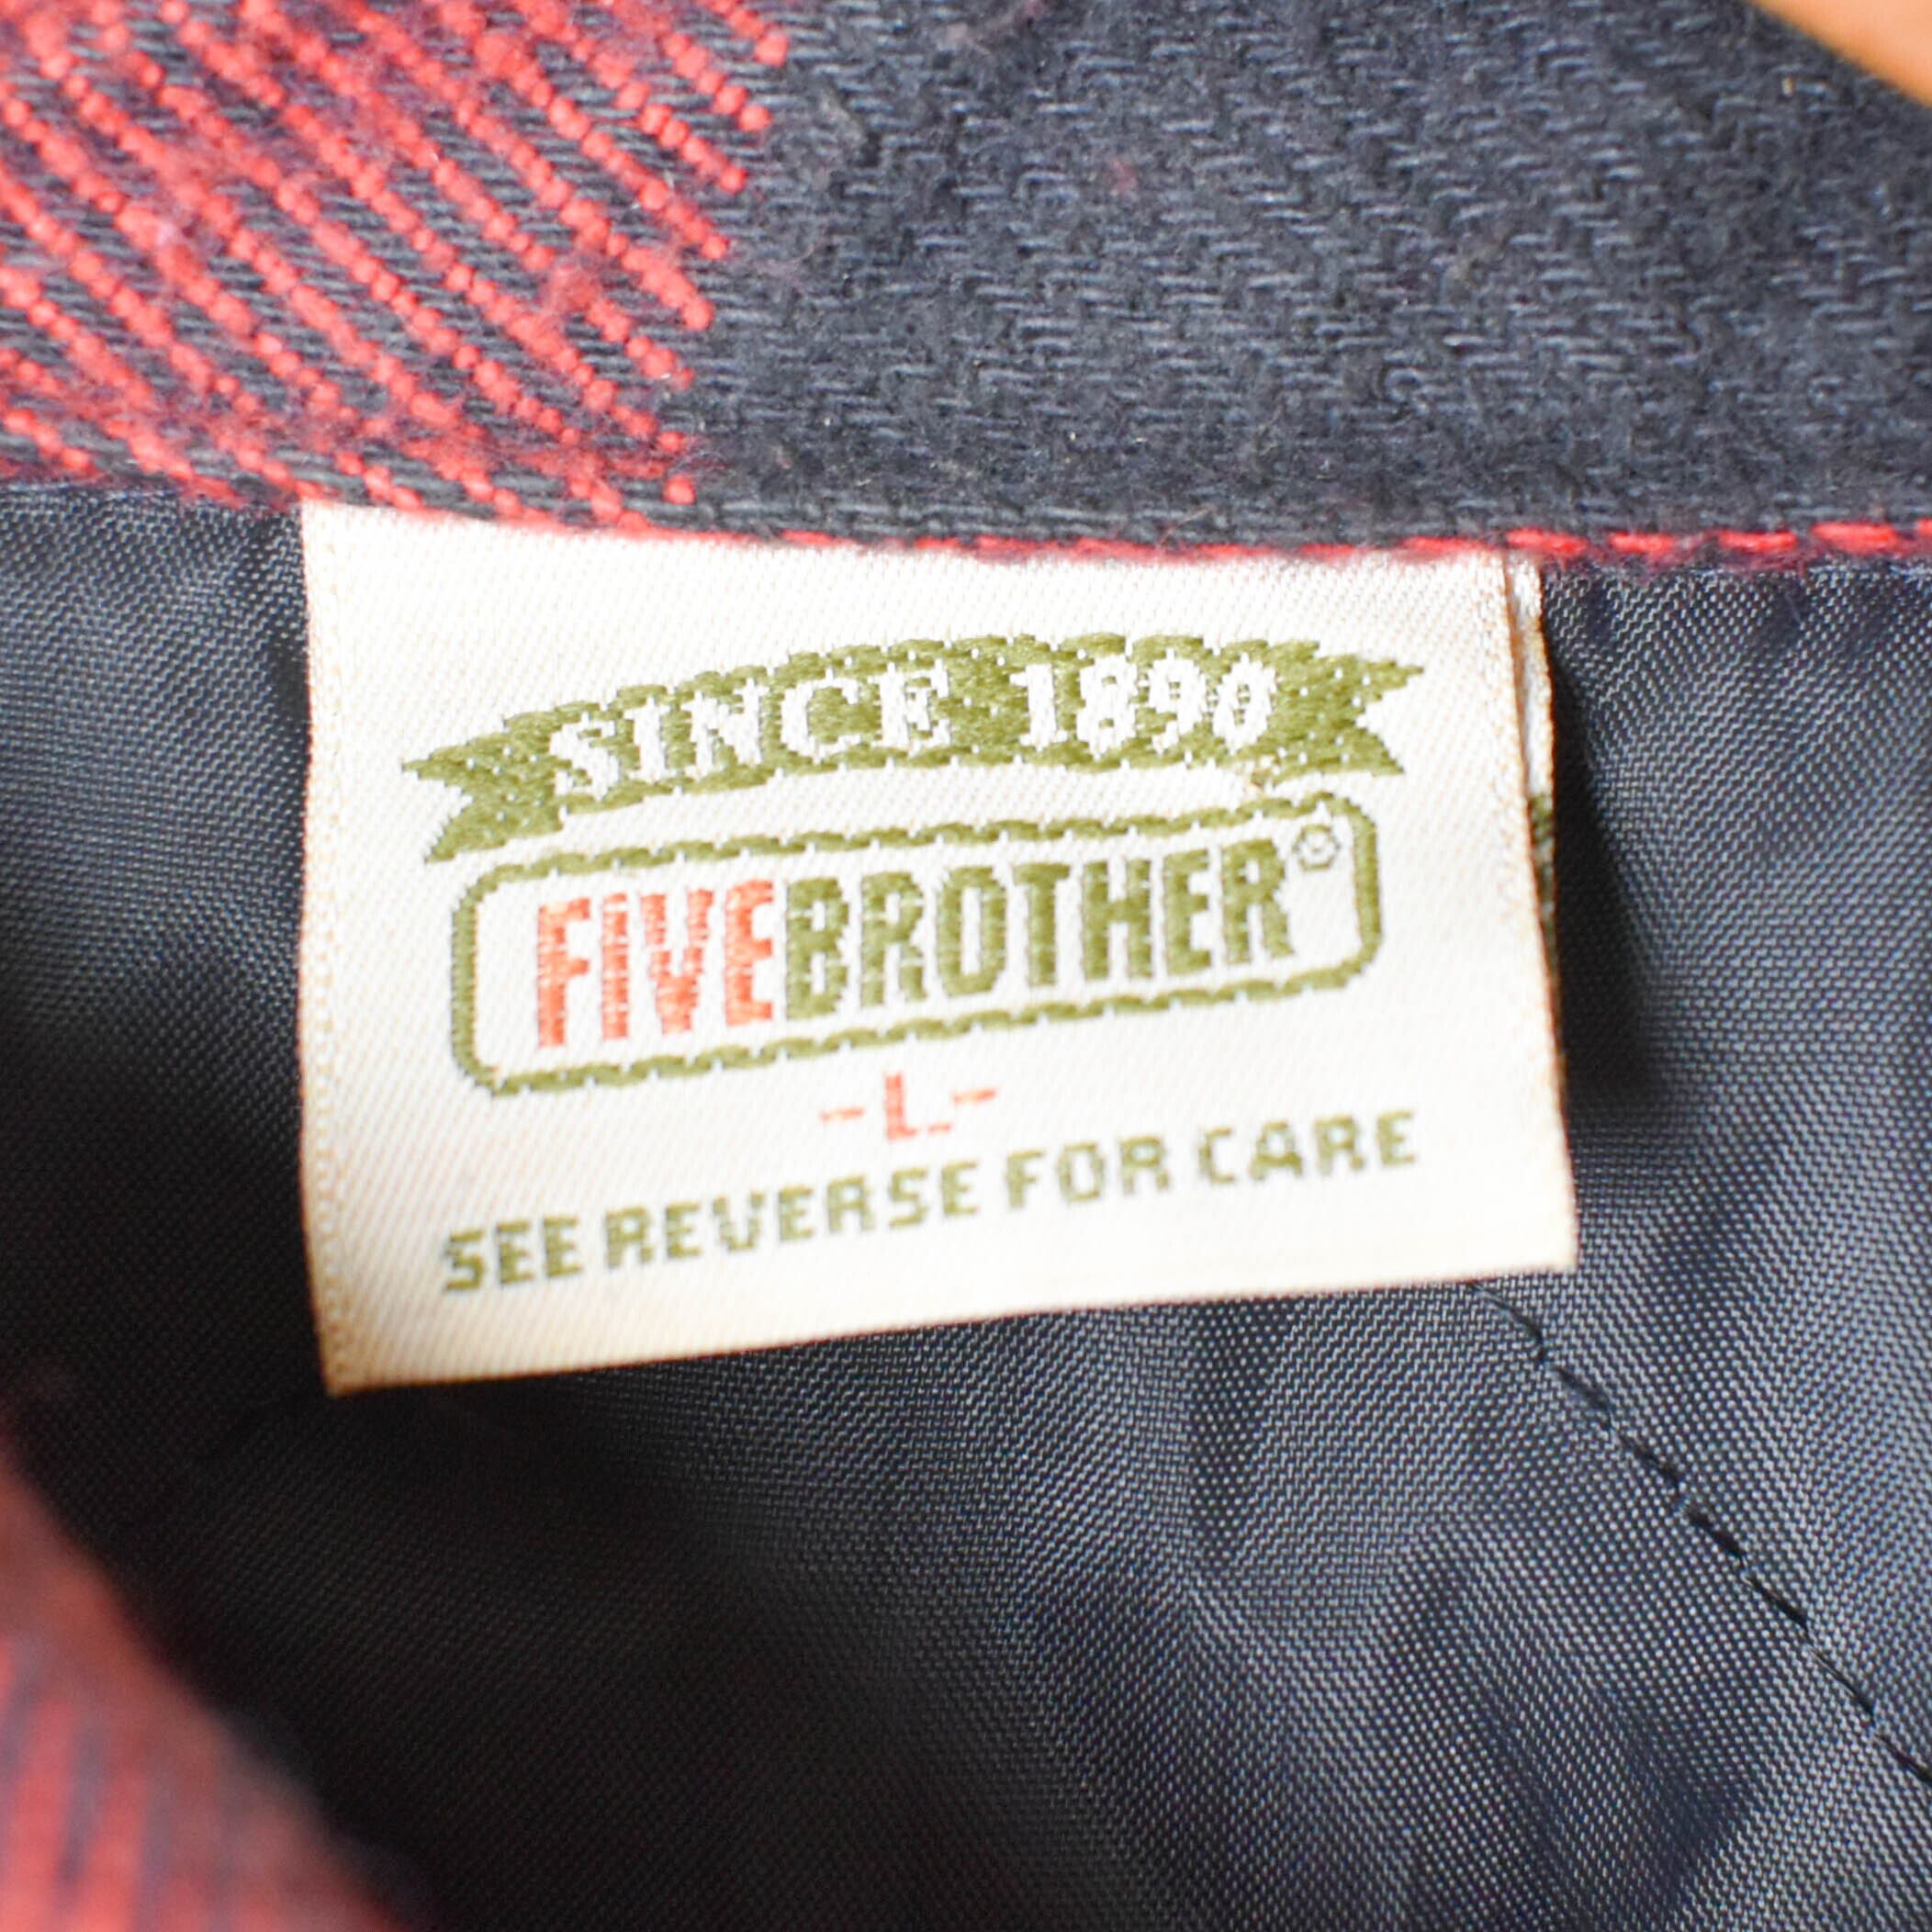 SINCE 1890
FIVEBROTHER®
-L-
SEE REVERSE FOR CARE